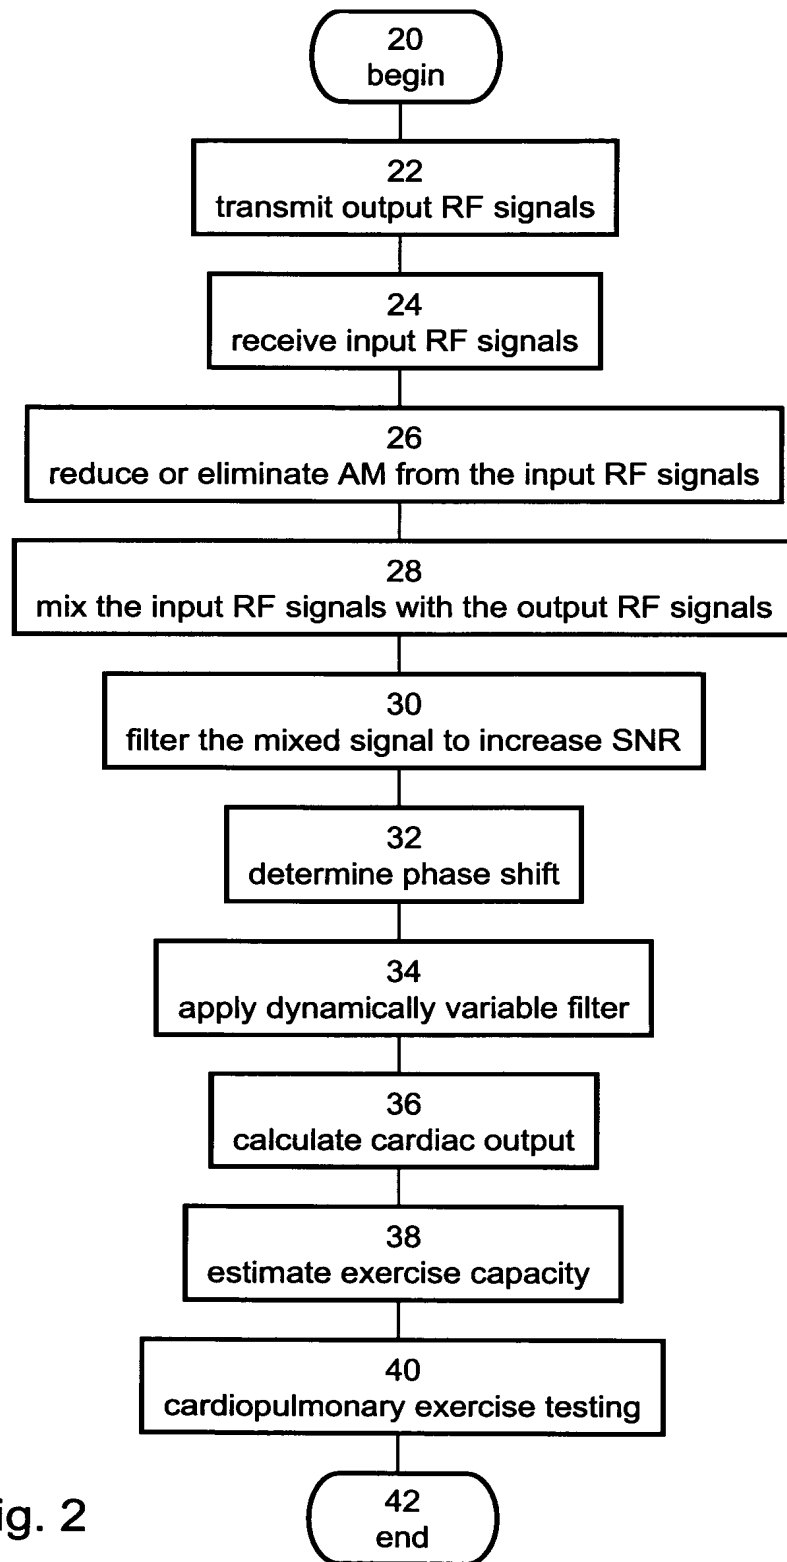 20
begin
22
transmit output RF signals
24
receive input RF signals
26
reduce or eliminate AM from the input RF signals
28
mix the input RF signals with the output RF signals
30
filter the mixed signal to increase SNR
32
determine phase shift
34
apply dynamically variable filter
36
calculate cardiac output
38
estimate exercise capacity
40
cardiopulmonary exercise testing
42
end
ig. 2